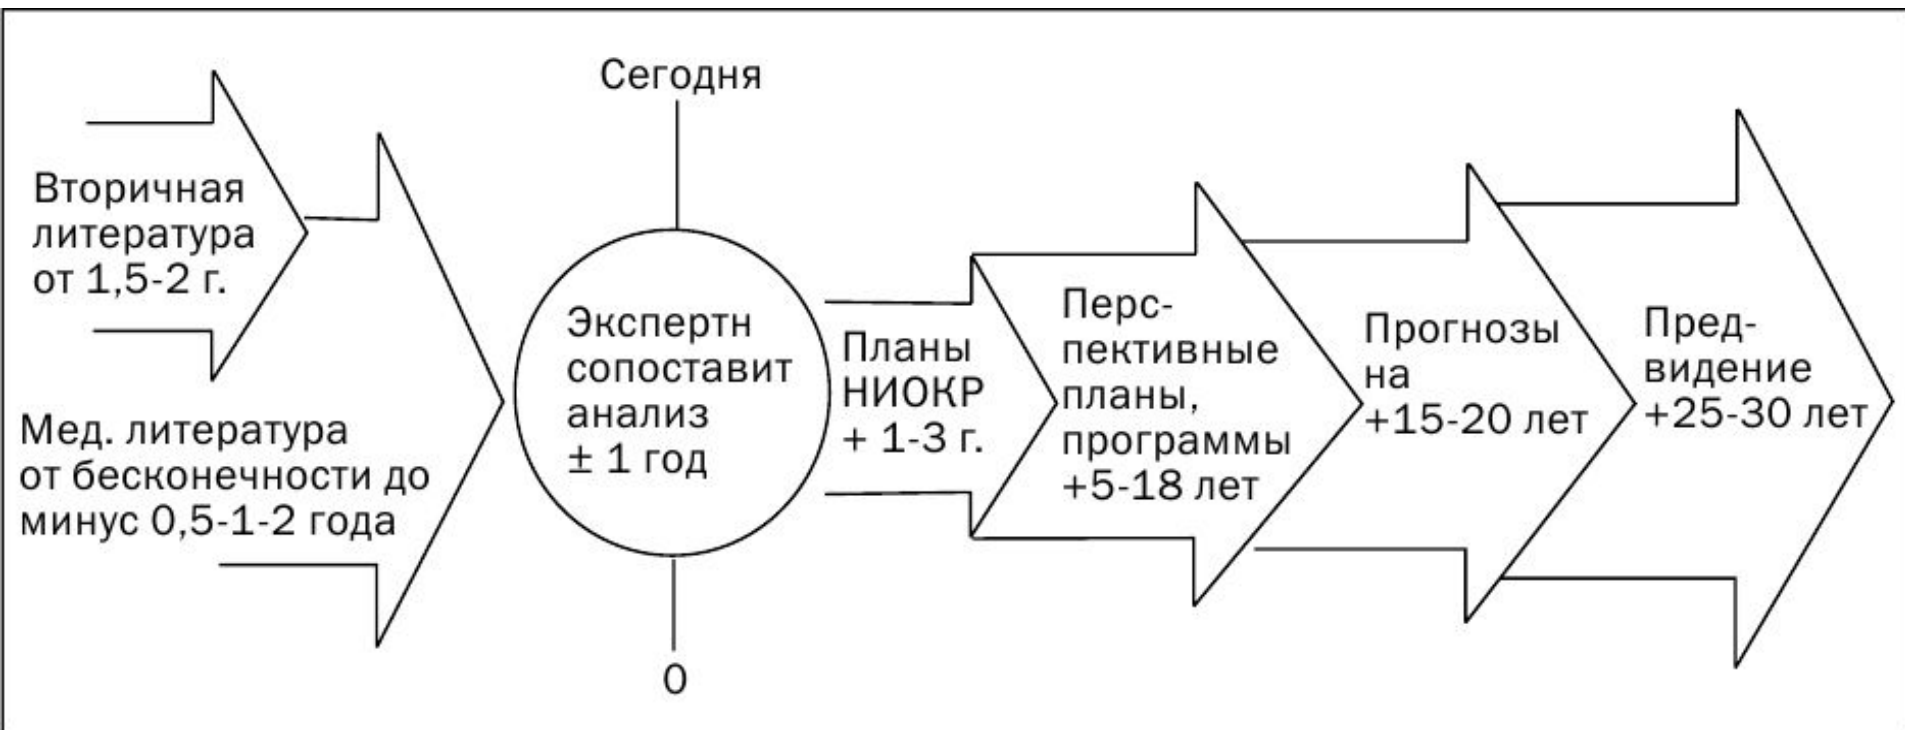 Сегодня
Вторичная
литература
от 1,5-2 г.
Мед. литература
от бесконечности до
минус 0,5-1-2 года
Экспертн
сопоставит
анализ
± 1 год
0
Планы
НИОКР
+ 1-3 г.
Перс-
пективные
планы,
программы
+5-18 лет
Прогнозы
на
+15-20 лет
Пред-
видение
+25-30 лет